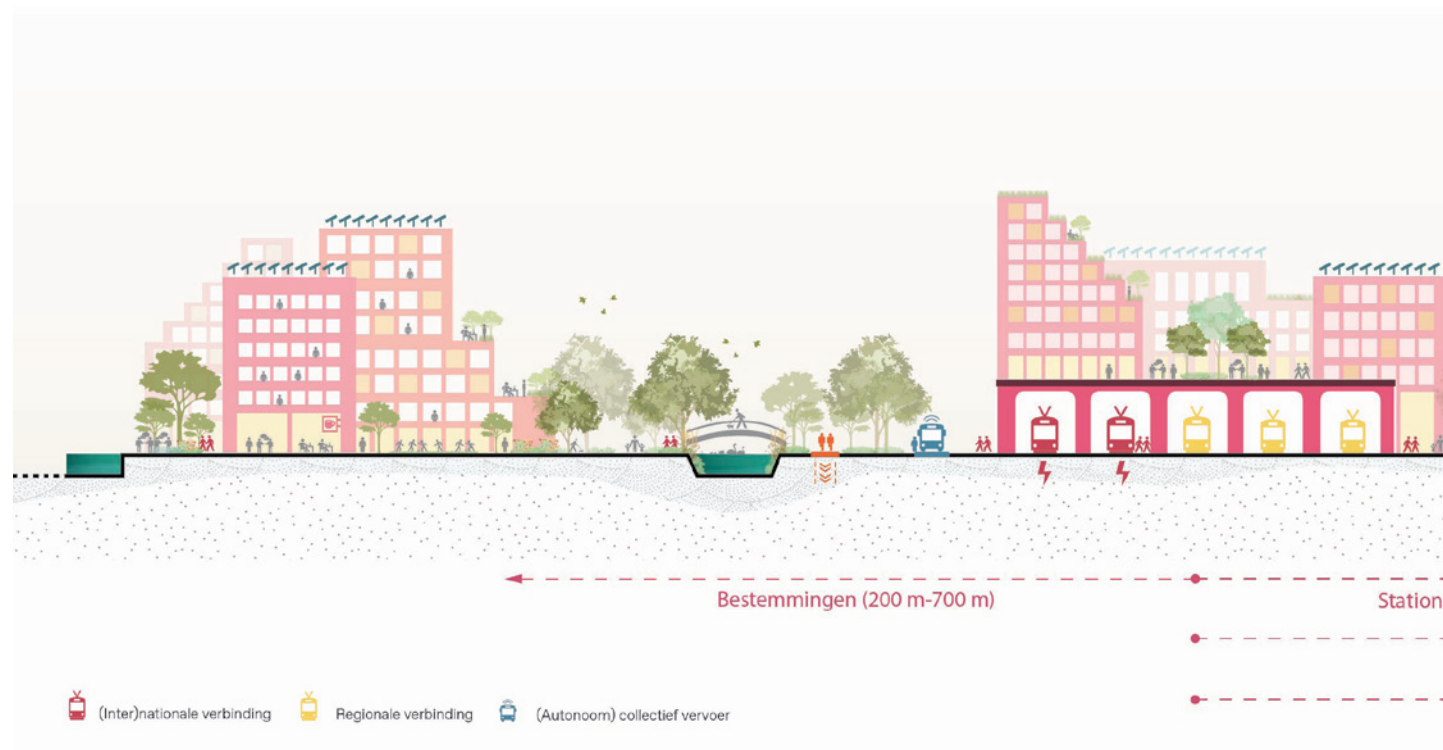 Bestemmingen (200 m-700 m)
Station
(Inter)nationale verbinding
Regionale verbinding
(Autonoom) collectief vervoer